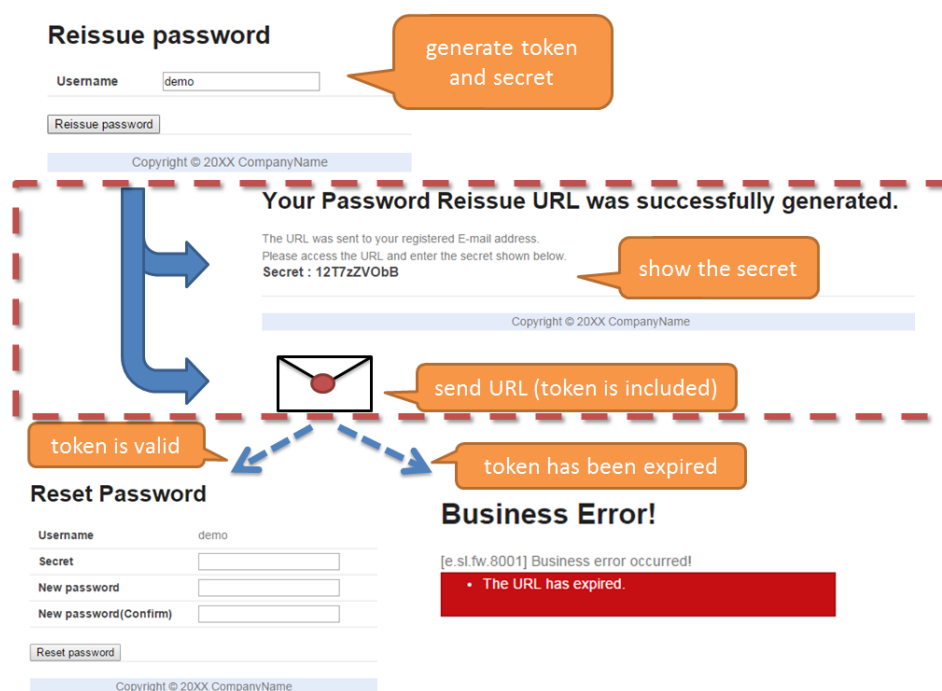 Reissue password
generate token
and secret
Username
demo
Reissue password
Copyright © 20XX CompanyName
Your Password Reissue URL was successfully generated.
The URL was sent to your registered E-mail address.
Please access the URL and enter the secret shown below.
Secret : 12T7zZVObB
show the secret
Copyright © 20XX CompanyName
send URL (token is included)
token is valid
token has been expired
Reset Password
Username
demo
Secret
New password
New password(Confirm)
Reset password
Copyright © 20XX CompanyName
Business Error!
[e.sl.fw.8001] Business error occurred!
• The URL has expired.